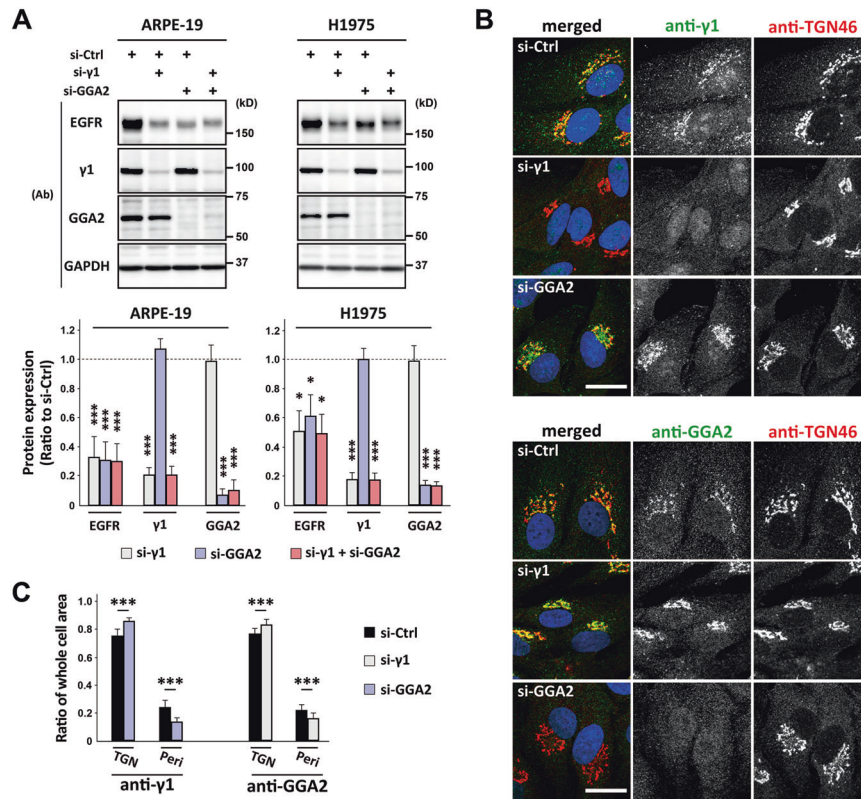 A
ARPE-19 H1975
si-Ctrl + + + +
si-γ1 + + + +
si-GGA2 + + + +
(kD) (kD)
EGFR 150 150
γ1 100 100
(Ab)
75 75
GGA2
50 50
GAPDH 37 37
ARPE-19 H1975
Protein expression
(Ratio to si-Ctrl)
1.2 1.2
1.0 1.0
0.8 0.8
0.6 0.6
0.4 0.4
0.2 0.2
0 0
*** *** *** *** *** *** ***
* * * *** *** *** ***
EGFR γ1 GGA2 EGFR γ1 GGA2
si-γ1 si-GGA2 si-γ1 + si-GGA2
B
merged anti-γ1 anti-TGN46
si-Ctrl
si-γ1
si-GGA2
merged anti-GGA2 anti-TGN46
si-Ctrl
si-γ1
si-GGA2
C
Ratio of whole cell area
1.0
0.8
0.6
0.4
0.2
0
*** *** *** ***
TGN Peri TGN Peri
anti-γ1 anti-GGA2
si-Ctrl
si-γ1
si-GGA2